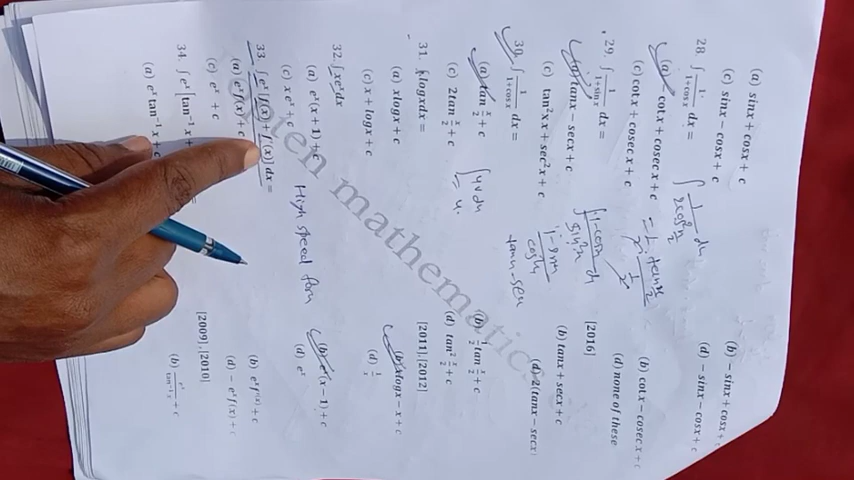 (a) sinx + cosx + c (b) − sinx + cosx +
(c) sinx - cosx + c (d) − sinx − cosx + c
28. ∫ 1/(1+cosx) dx =
(a) − cotx + cosecx + c (b) cotx − cosecx + c
(c) cotx + cosecx + c (d) none of these
29. ∫ 1/(1+sinx) dx = [2016]
(a) tanx − secx + c (b) tanx + secx + c
(c) tan²x + sec²x + c (d) 2(tanx − secx)
30. ∫ 1/(1+cosx) dx =
(a) tan x/2 + c (b) 1/2 tan x/2 + c
(c) 2tan x/2 + c (d) tan² x/2 + c
31. ∫logxdx = [2011],[2012]
(a) xlogx + c (b) xlogx − x + c
(c) x + logx + c (d) 1/x
32. ∫ xeˣdx
(a) eˣ(x + 1) + c (b) eˣ(x − 1) + c
(c) xeˣ + c (d) eˣ
High speed form
33. ∫ eˣ[f(x) + f'(x)] dx =
(a) eˣf(x) + c (b) eᶠ⁽ˣ⁾ + c
(c) eˣ + c (d) − eˣf(x) + c
34. ∫ eˣ [tan⁻¹x + = [2009],[2010]
(a) eˣtan⁻¹x + c (b) eˣ/tan⁻¹x + c
mathematics